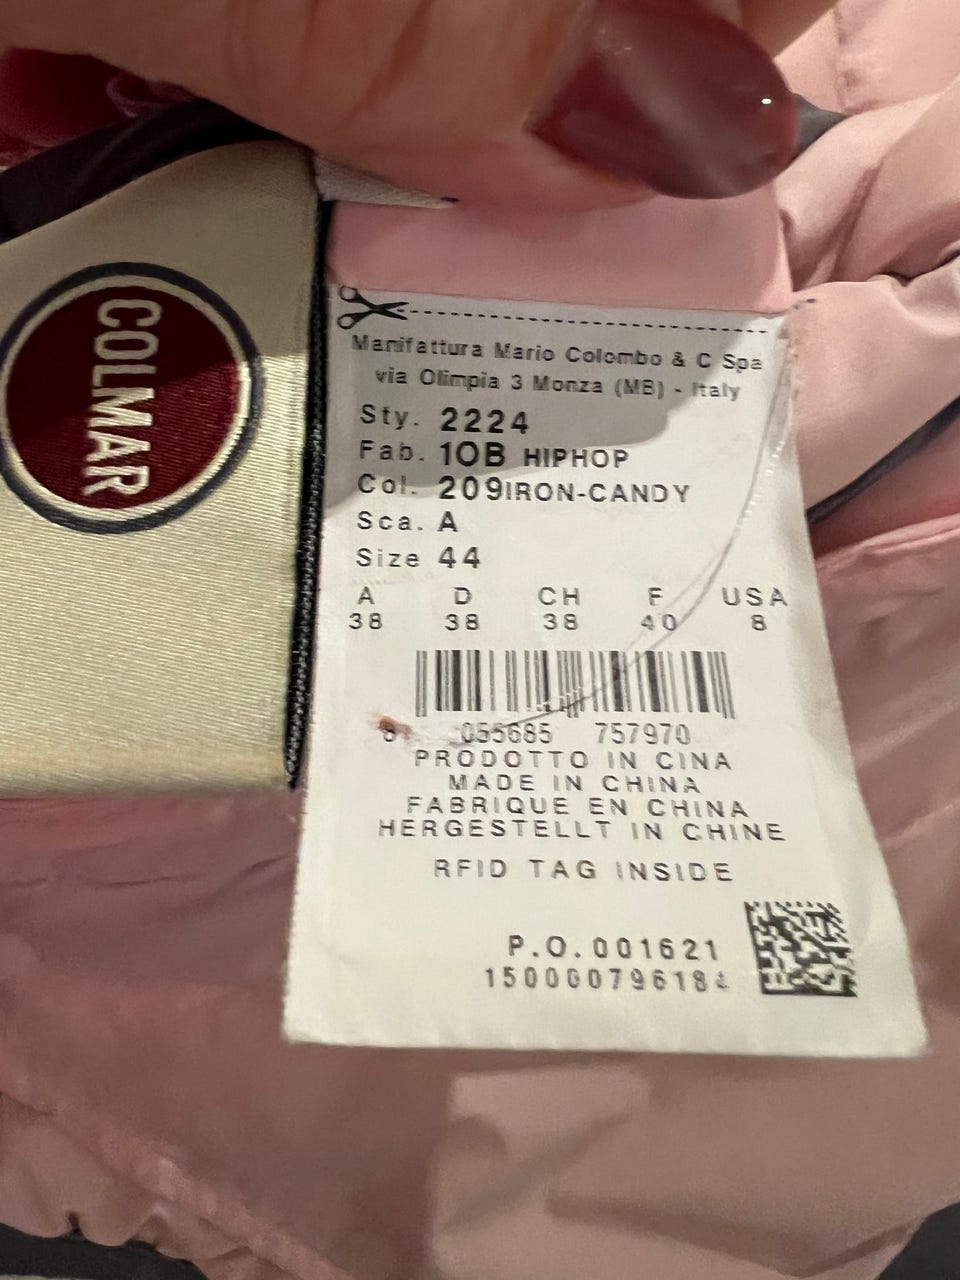 COLMAR
Manifattura Mario Colombo & C Spa
via Olimpia 3 Monza (MB) - Italy
Sty. 2224
Fab. 10B HIPHOP
Col. 209IRON-CANDY
Sca. A
Size 44
A D CH F USA
38 38 38 40 8
055685 757970
PRODOTTO IN CINA
MADE IN CHINA
FABRIQUE EN CHINA
HERGESTELLT IN CHINE
RFID TAG INSIDE
P.O.001621